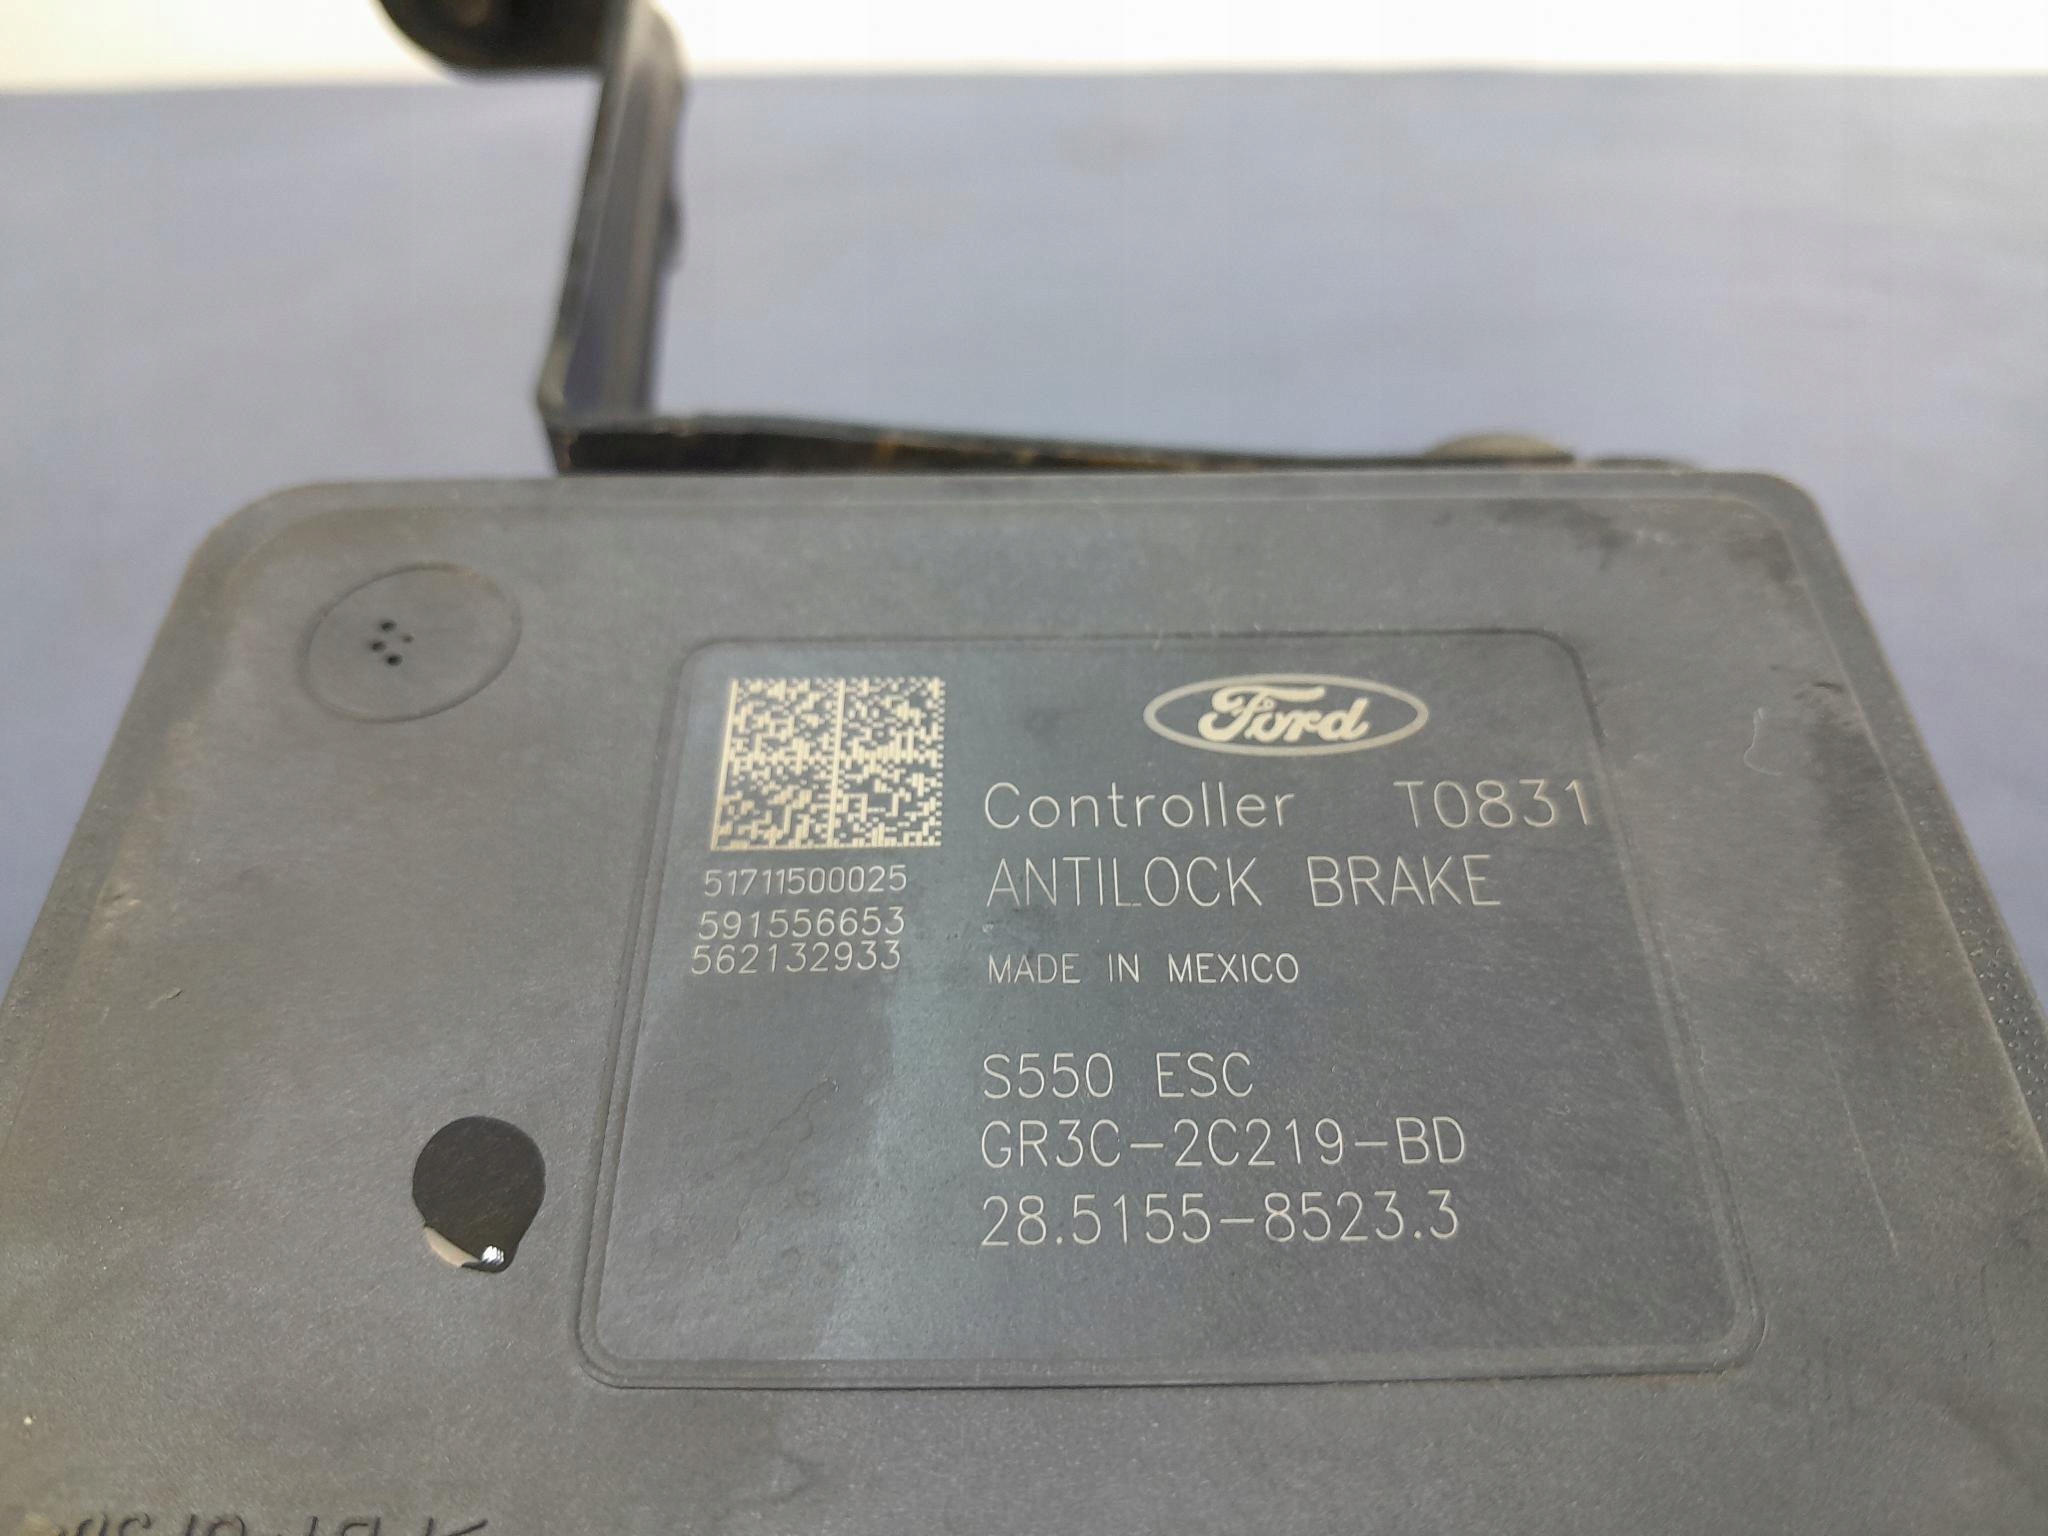 Ford
Controller T0831
ANTILOCK BRAKE
MADE IN MEXICO
51711500025
591556653
562132933
S550 ESC
GR3C-2C219-BD
28.5155-8523.3